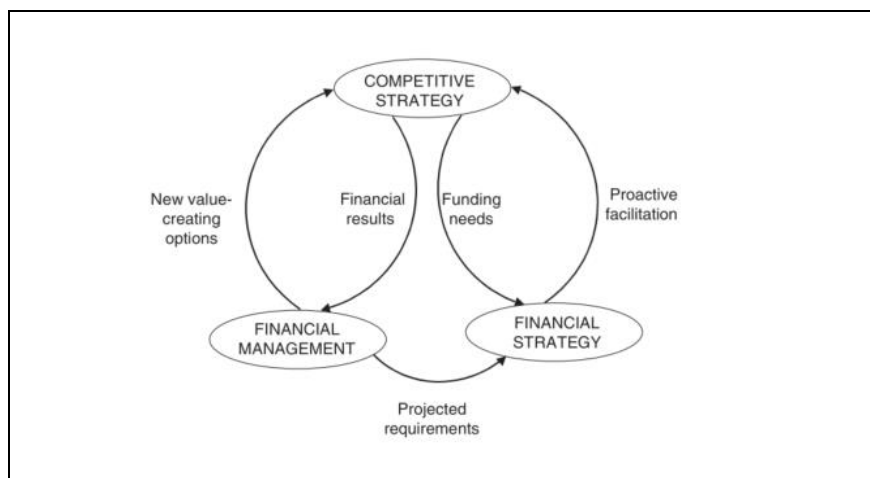 COMPETITIVE
STRATEGY
New value-
creating
options
Financial
results
Funding
needs
Proactive
facilitation
FINANCIAL
MANAGEMENT
FINANCIAL
STRATEGY
Projected
requirements